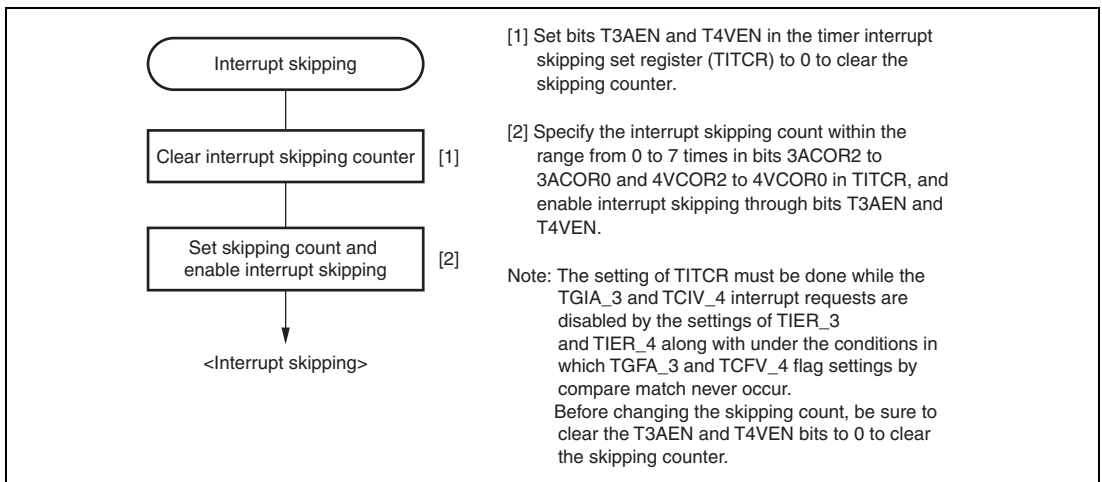 Interrupt skipping
Clear interrupt skipping counter
[1]
Set skipping count and
enable interrupt skipping
[2]
<Interrupt skipping>
[1] Set bits T3AEN and T4VEN in the timer interrupt
skipping set register (TITCR) to 0 to clear the
skipping counter.
[2] Specify the interrupt skipping count within the
range from 0 to 7 times in bits 3ACOR2 to
3ACOR0 and 4VCOR2 to 4VCOR0 in TITCR, and
enable interrupt skipping through bits T3AEN and
T4VEN.
Note: The setting of TITCR must be done while the
TGIA_3 and TCIV_4 interrupt requests are
disabled by the settings of TIER_3
and TIER_4 along with under the conditions in
which TGFA_3 and TCFV_4 flag settings by
compare match never occur.
Before changing the skipping count, be sure to
clear the T3AEN and T4VEN bits to 0 to clear
the skipping counter.